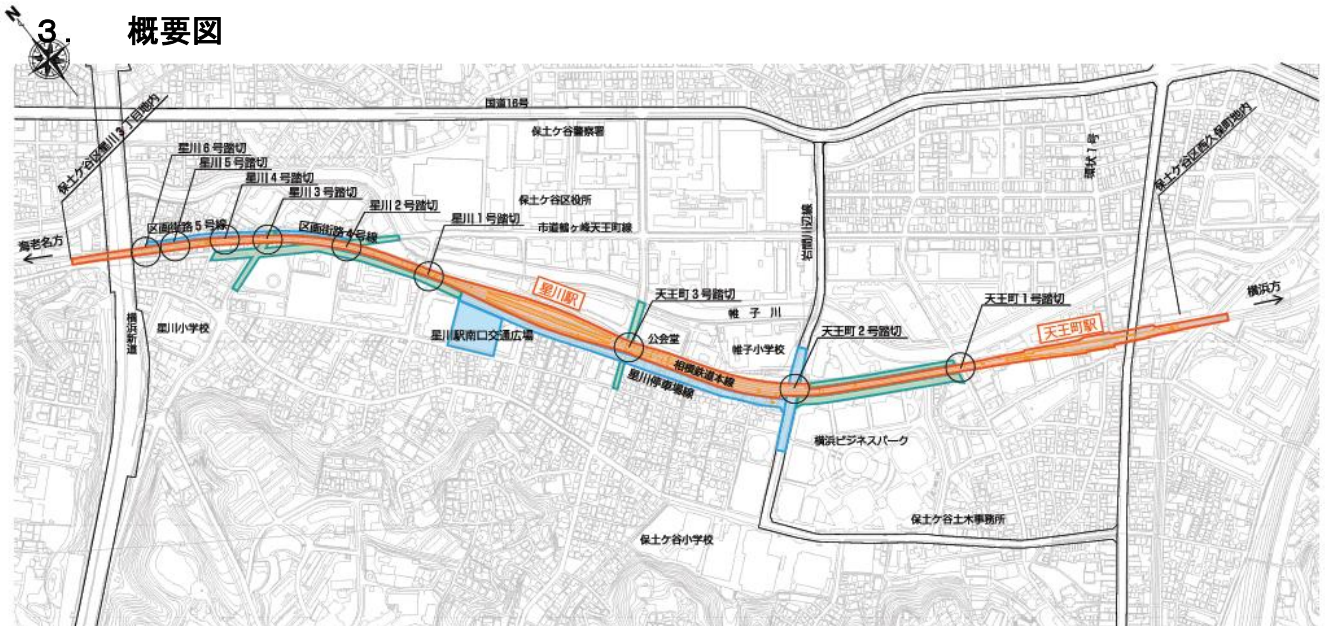 N
3. 概要図
国道16号
保土ケ谷警察署
環状1号
保土ケ谷区星川3丁目地内
保土ケ谷区西久保町地内
星川6号踏切
星川5号踏切
星川4号踏切
星川3号踏切
星川2号踏切
星川1号踏切
保土ケ谷区役所
市道鶴ヶ峰天王町線
区画街路5号線
区画街路4号線
岩間川辺線
海老名方
横浜方
星川駅
天王町3号踏切
天王町1号踏切
天王町駅
帷子川
天王町2号踏切
公会堂
帷子小学校
横浜新道
星川小学校
星川駅南口交通広場
相模鉄道本線
星川停車場線
横浜ビジネスパーク
保土ケ谷土木事務所
保土ケ谷小学校